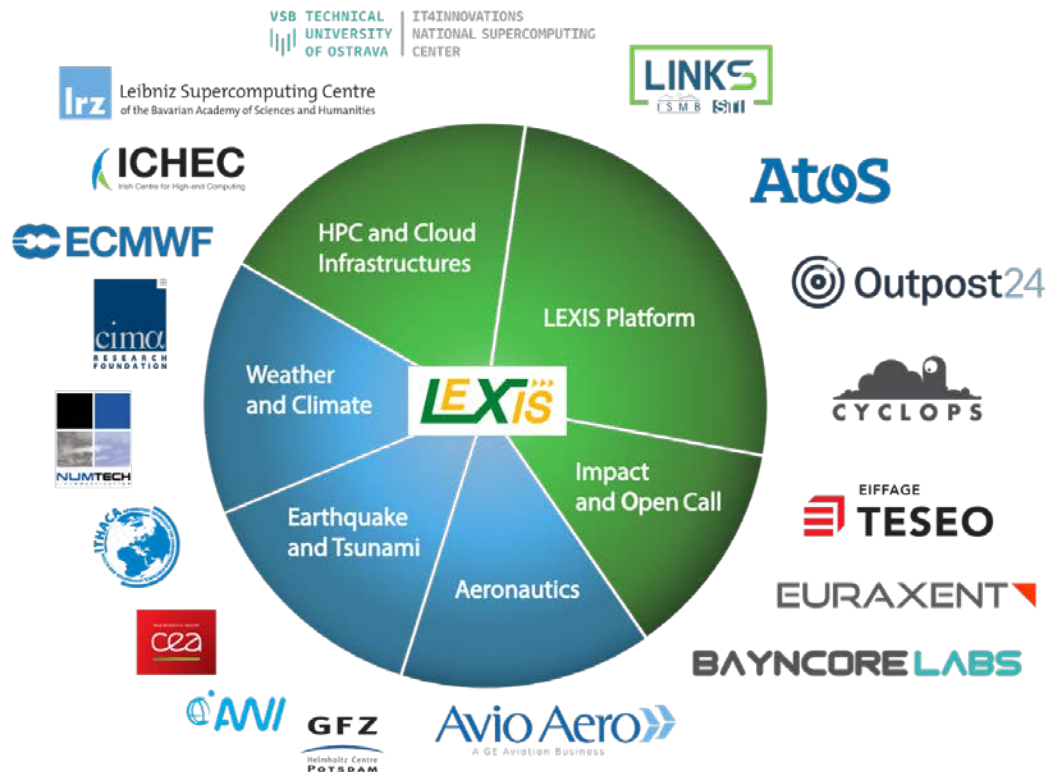 VSB TECHNICAL
UNIVERSITY
OF OSTRAVA
IT4INNOVATIONS
NATIONAL SUPERCOMPUTING
CENTER
LINKS
ISMB STI
lrz
Leibniz Supercomputing Centre
of the Bavarian Academy of Sciences and Humanities
ICHEC
Irish Centre for High-end Computing
Atos
ECMWF
HPC and Cloud
Infrastructures
Outpost24
LEXIS Platform
cima
RESEARCH
FOUNDATION
Weather
and Climate
LEXIS
CYCLOPS
NUMTECH
Impact
and Open Call
EIFFAGE
TESEO
ITHACA
Earthquake
and Tsunami
Aeronautics
EURAXENT
cea
BAYNCORE LABS
AWI
GFZ
Helmholtz Centre
POTSDAM
Avio Aero
A GE Aviation Business